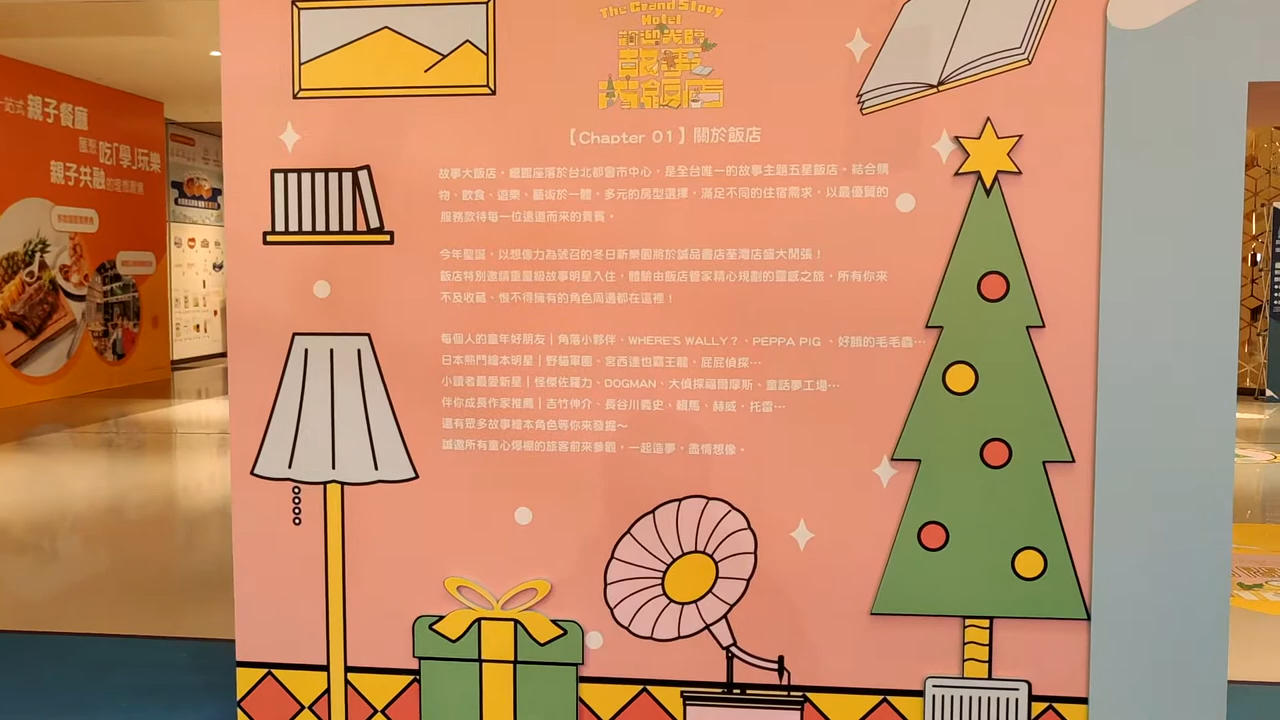 The Grand Story
Hotel
歡迎光臨
故事
大飯店
【Chapter 01】關於飯店
故事大飯店，總館座落於台北都會市中心，是全台唯一的故事主題五星飯店。結合購
物、飲食、遊樂、藝術於一體，多元的房型選擇，滿足不同的住宿需求，以最優質的
服務款待每一位遠道而來的貴賓。
今年聖誕，以想像力為號召的冬日新樂園將於誠品書店荃灣店盛大開張！
飯店特別邀請重量級故事明星入住，體驗由飯店管家精心規劃的靈感之旅，所有你來
不及收藏、恨不得擁有的角色周邊都在這裡！
每個人的童年好朋友｜角落小夥伴、WHERE'S WALLY？、PEPPA PIG 、好餓的毛毛蟲…
日本熱門繪本明星｜野貓軍團、宮西達也霸王龍、屁屁偵探…
小讀者最愛新星｜怪傑佐羅力、DOGMAN、大偵探福爾摩斯、童話夢工場…
伴你成長作家推薦｜吉竹伸介、長谷川義史、賴馬、赫威·托雷…
還有眾多故事繪本角色等你來發掘～
誠邀所有童心爆棚的旅客前來參觀，一起造夢，盡情想像。
一站式 親子餐廳
匯聚 吃「學」玩樂
親子共融